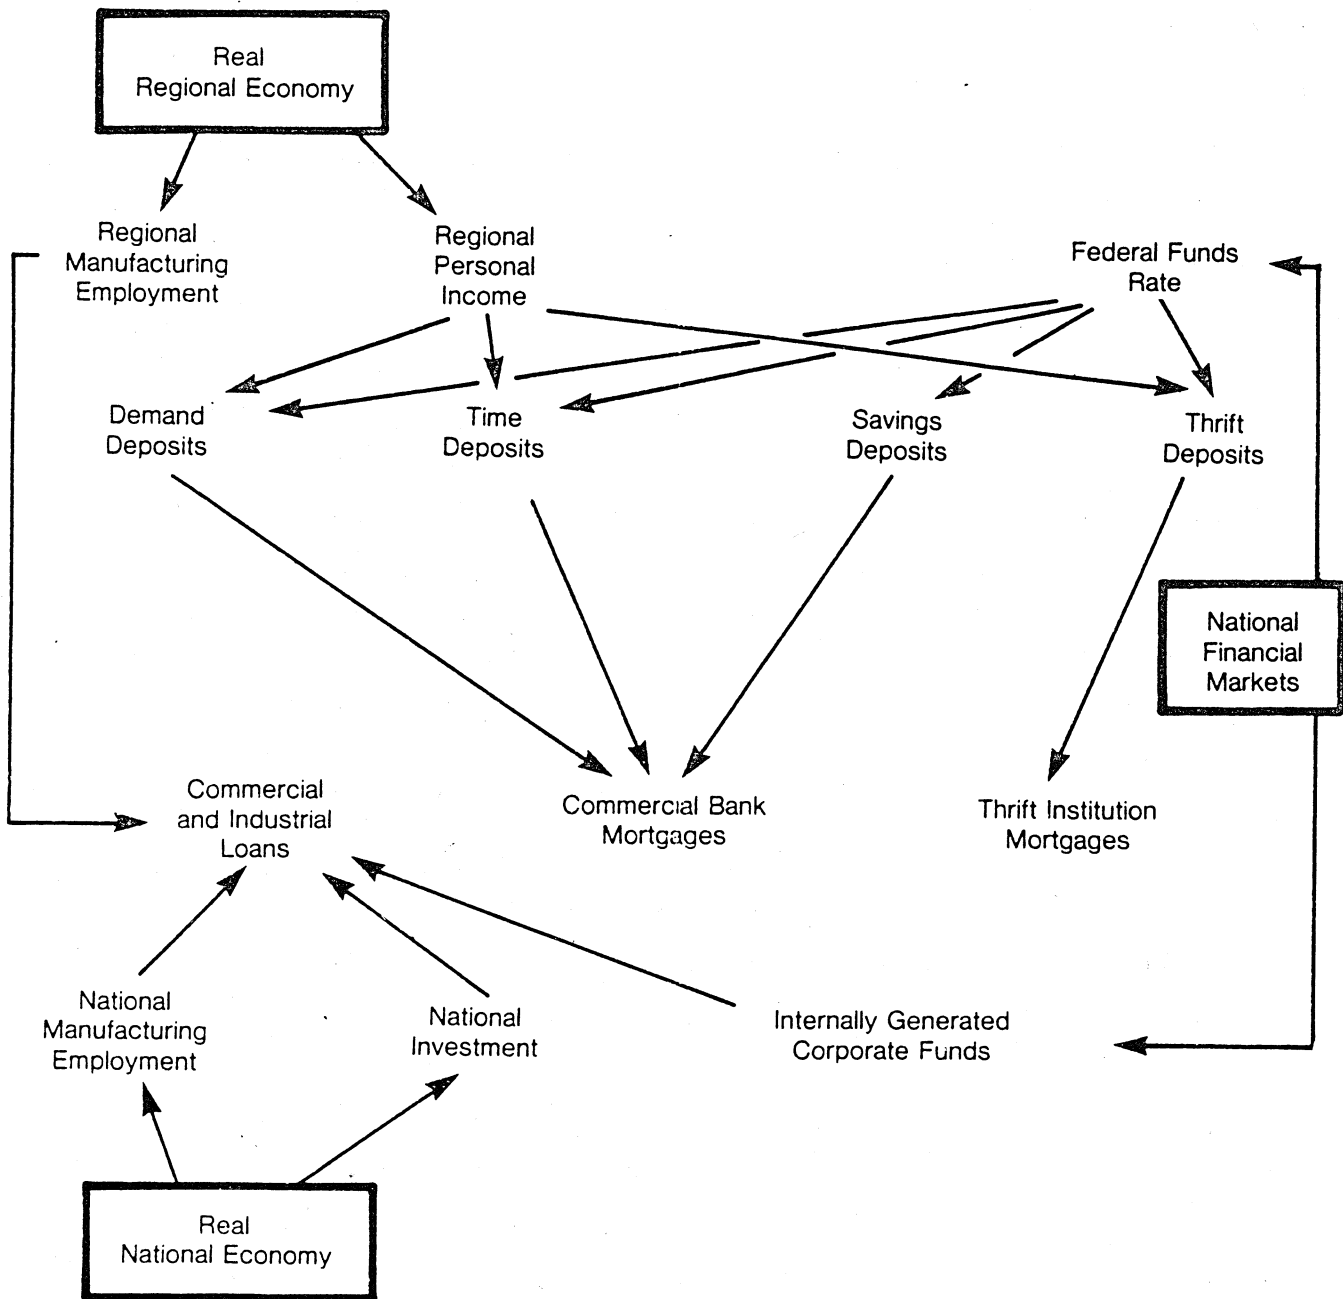 Real
Regional Economy
Regional
Manufacturing
Employment
Regional
Personal
Income
Federal Funds
Rate
Demand
Deposits
Time
Deposits
Savings
Deposits
Thrift
Deposits
National
Financial
Markets
Commercial
and Industrial
Loans
Commercial Bank
Mortgages
Thrift Institution
Mortgages
National
Manufacturing
Employment
National
Investment
Internally Generated
Corporate Funds
Real
National Economy